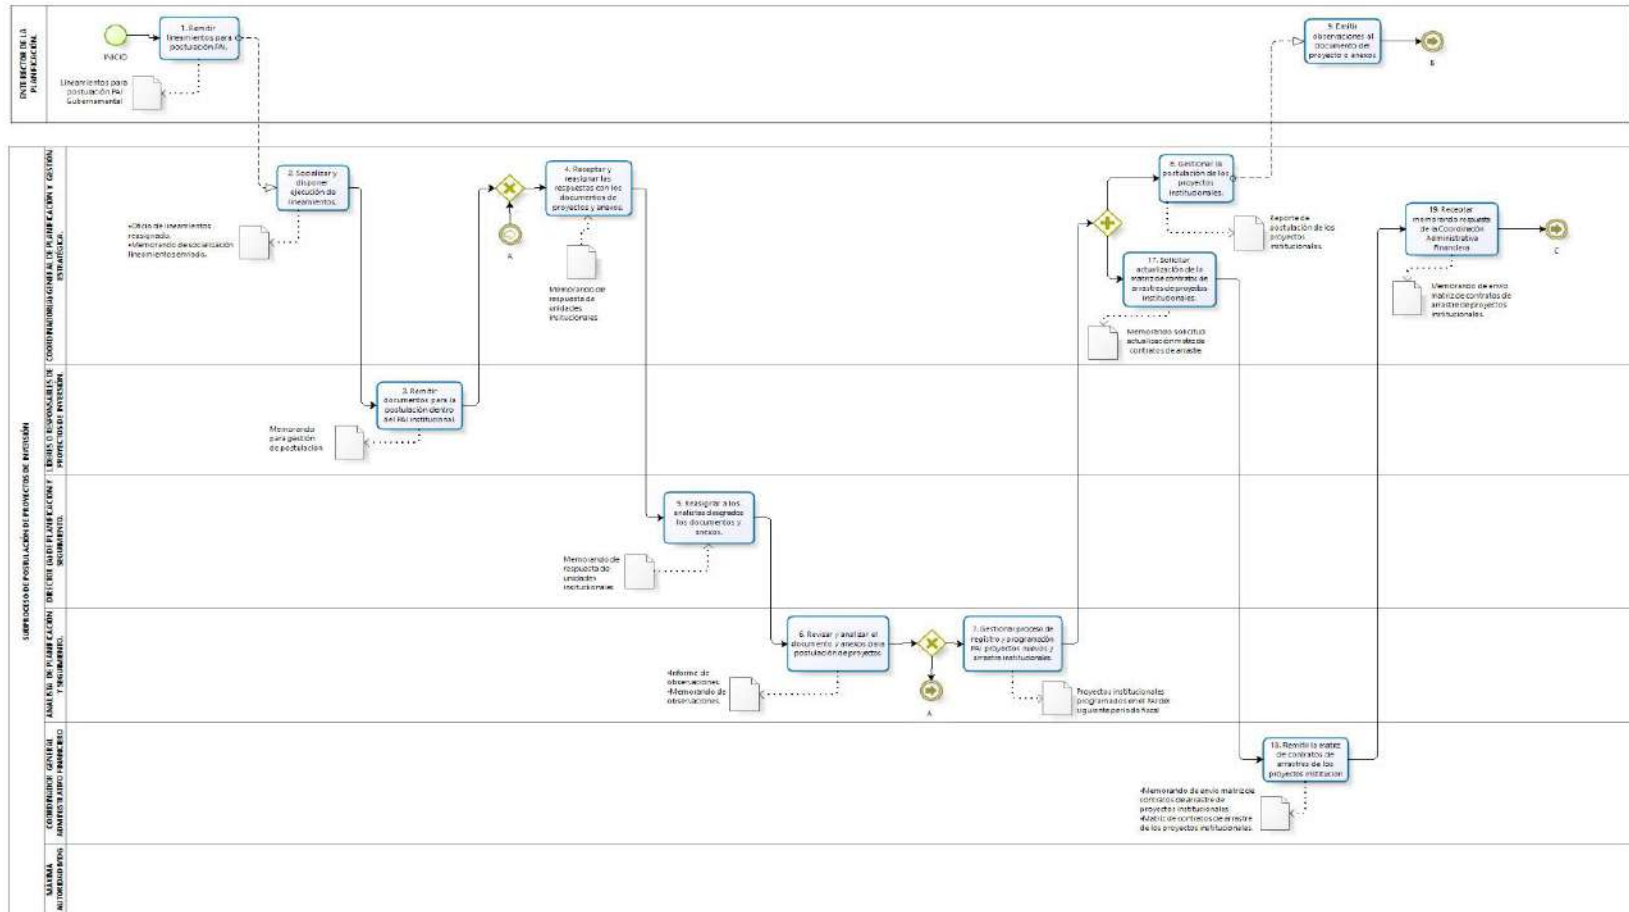 ENTE RECTOR DE LA
PLANIFICACIÓN.
INICIO
1. Remitir
lineamientos para
postulación PAI.
Lineamientos para
postulación PAI
Gubernamental
9. Emitir
observaciones al
documento del
proyecto o anexos
B
SUBPROCESO DE POSTULACIÓN DE PROYECTOS DE INVERSIÓN
COORDINADOR(A) GENERAL DE PLANIFICACIÓN Y GESTIÓN
ESTRATÉGICA.
2. Socializar y
disponer
ejecución de
lineamientos.
•Oficio de lineamientos
reasignado.
•Memorando de socialización
lineamientos enviado.
A
4. Receptar y
reasignar las
respuestas con los
documentos de
proyectos y anexos.
Memorando de
respuesta de
unidades
institucionales
8. Gestionar la
postulación de los
proyectos
institucionales.
Reporte de
postulación de los
proyectos
institucionales.
17. Solicitar
actualización de la
matriz de contratos de
arrastres de proyectos
institucionales.
Memorando solicitud
actualización matriz de
contratos de arrastre
19. Receptar
memorando respuesta
de la Coordinación
Administrativa
Financiera
Memorando de envío
matriz de contratos de
arrastre de proyectos
institucionales.
C
LÍDERES O RESPONSABLES DE
PROYECTOS DE INVERSIÓN.
3. Remitir
documentos para la
postulación dentro
del PAI institucional
Memorando
para gestión
de postulación
DIRECTOR (A) DE PLANIFICACIÓN Y
SEGUIMIENTO.
5. Reasignar a los
analistas designados
los documentos y
anexos.
Memorando de
respuesta de
unidades
institucionales
ANALISTA DE PLANIFICACIÓN
Y SEGUIMIENTO.
6. Revisar y analizar el
documento y anexos para
postulación de proyectos
•Informe de
observaciones.
•Memorando de
observaciones.
A
7. Gestionar proceso de
registro y programación
PAI proyectos nuevos y
arrastre institucionales.
Proyectos institucionales
programados en el PAI del
siguiente periodo fiscal
COORDINADOR GENERAL
ADMINISTRATIVO FINANCIERO
18. Remitir la matriz
de contratos de
arrastres de los
proyectos institucion
•Memorando de envío matriz de
contratos de arrastre de
proyectos institucionales
•Matriz de contratos de arrastre
de los proyectos institucionales.
MÁXIMA
AUTORIDAD